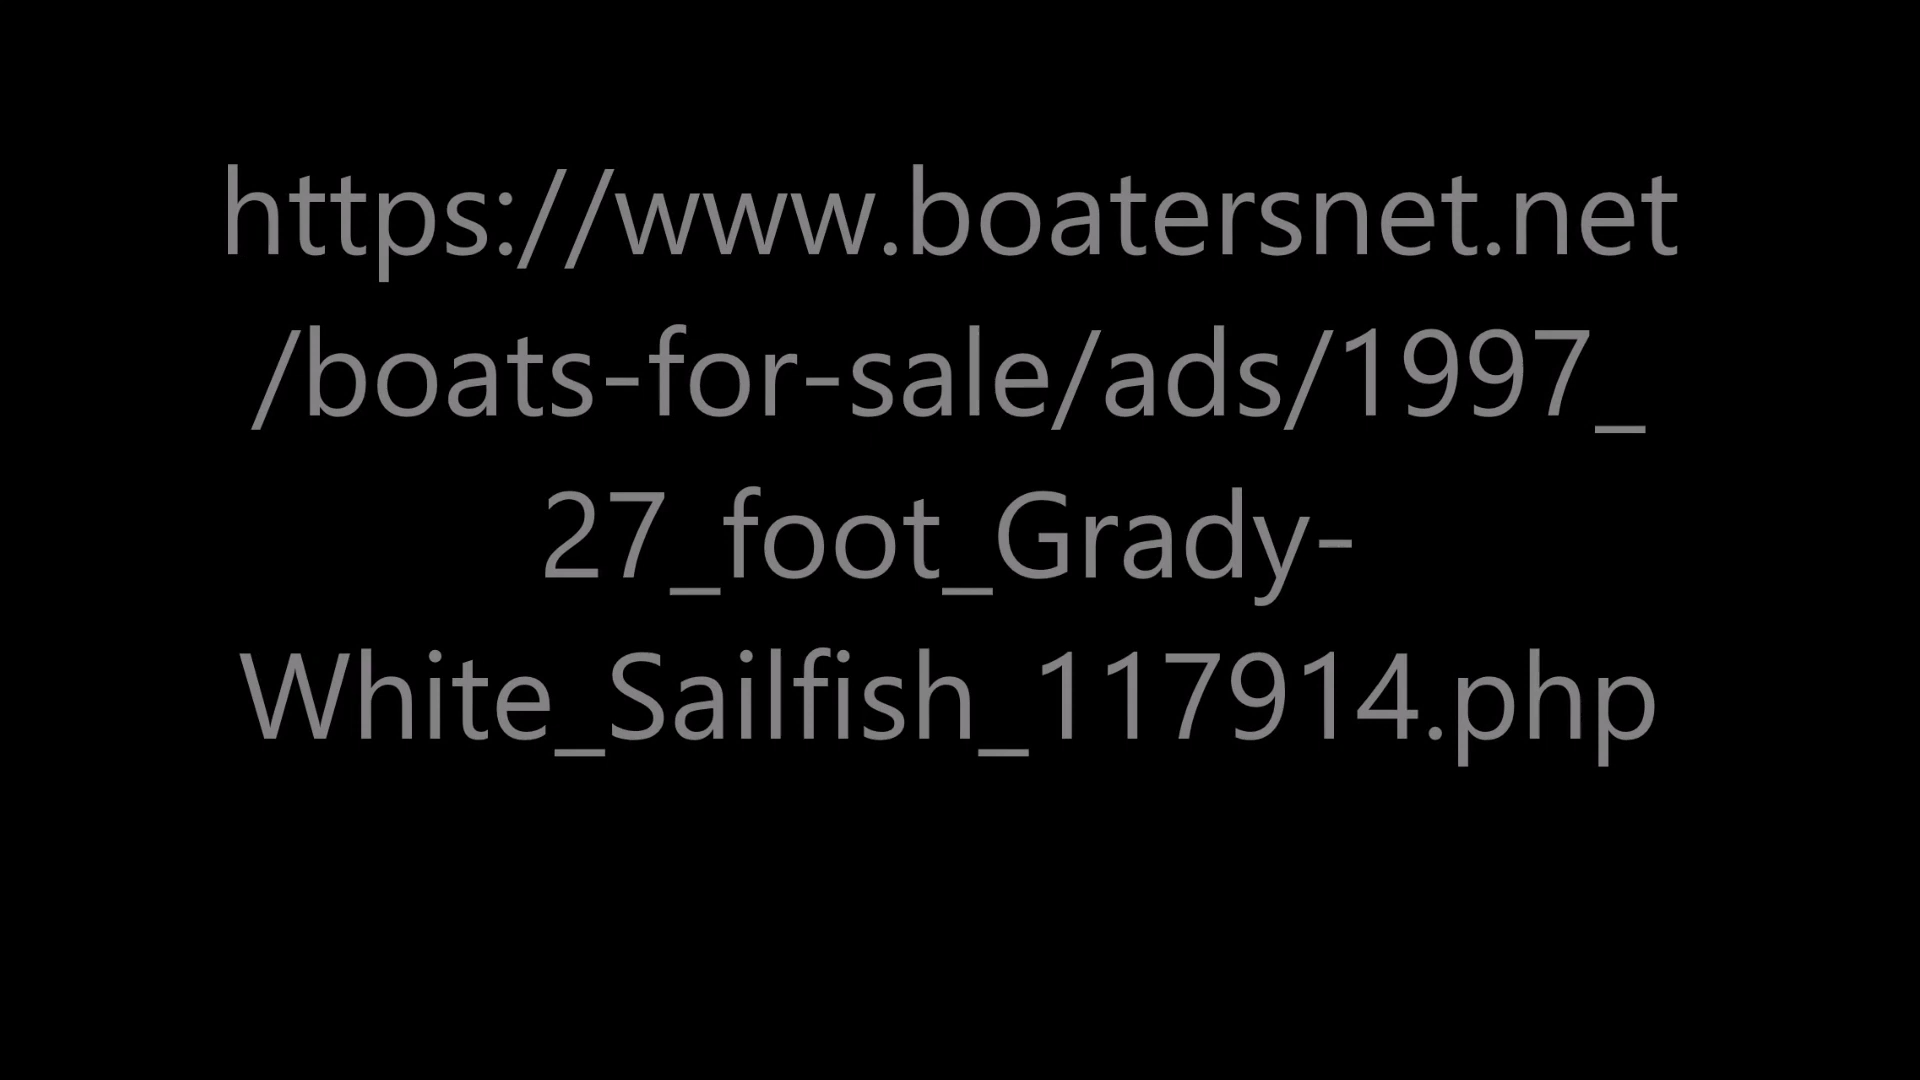 https://www.boatersnet.net
/boats-for-sale/ads/1997_
27_foot_Grady-
White_Sailfish_117914.php